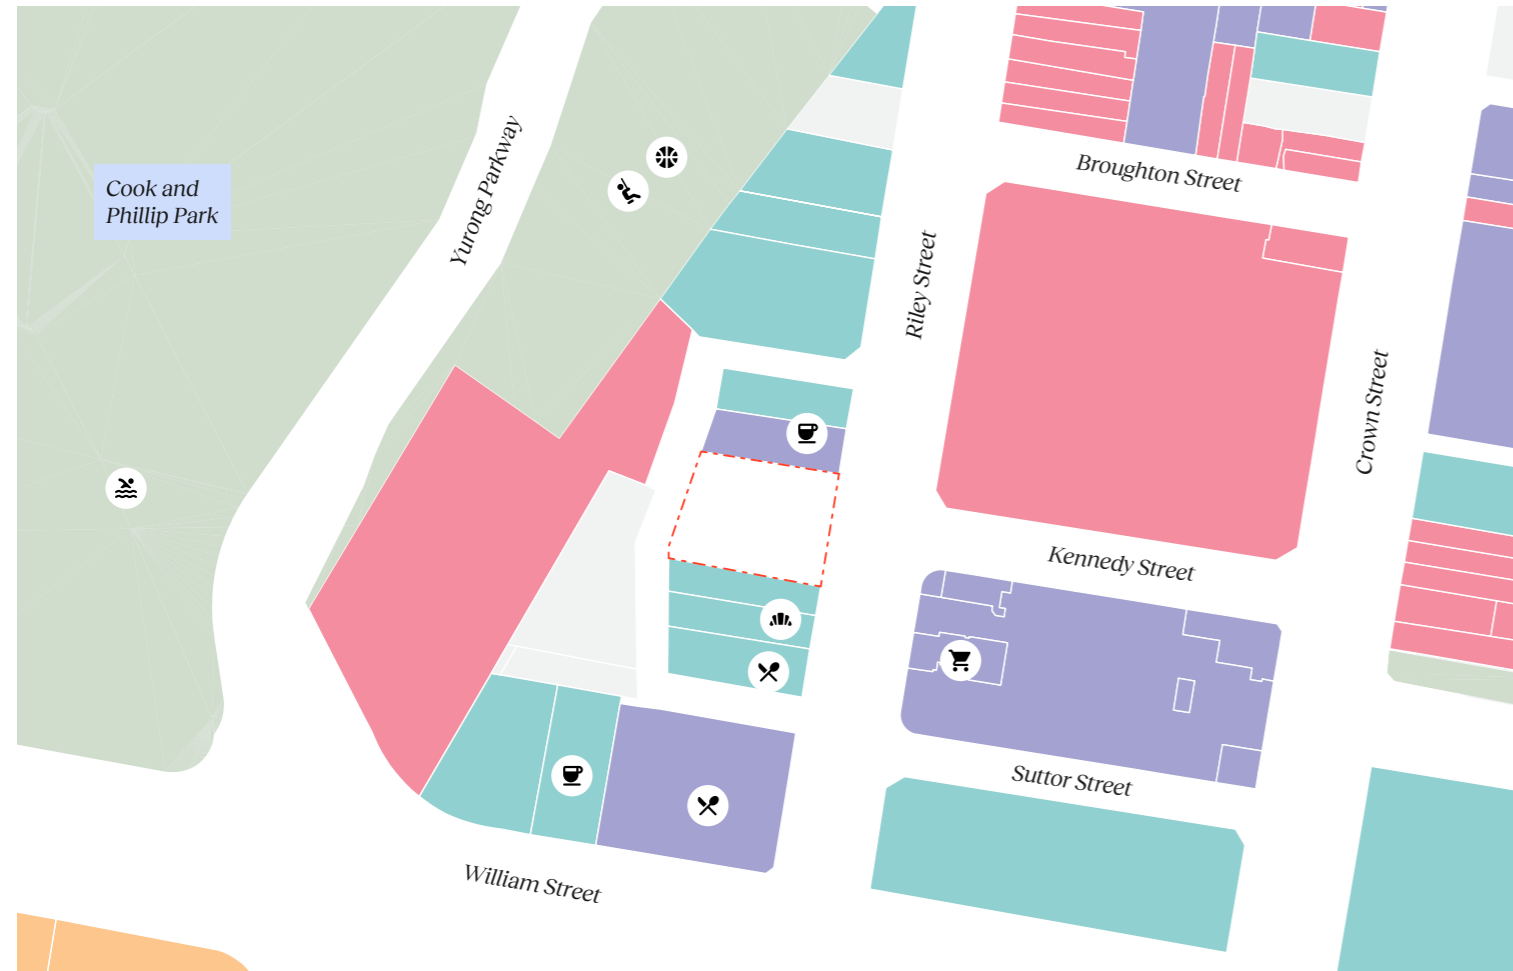 Broughton Street
Cook and
Phillip Park
Yurong Parkway
Riley Street
Crown Street
Kennedy Street
Suttor Street
William Street